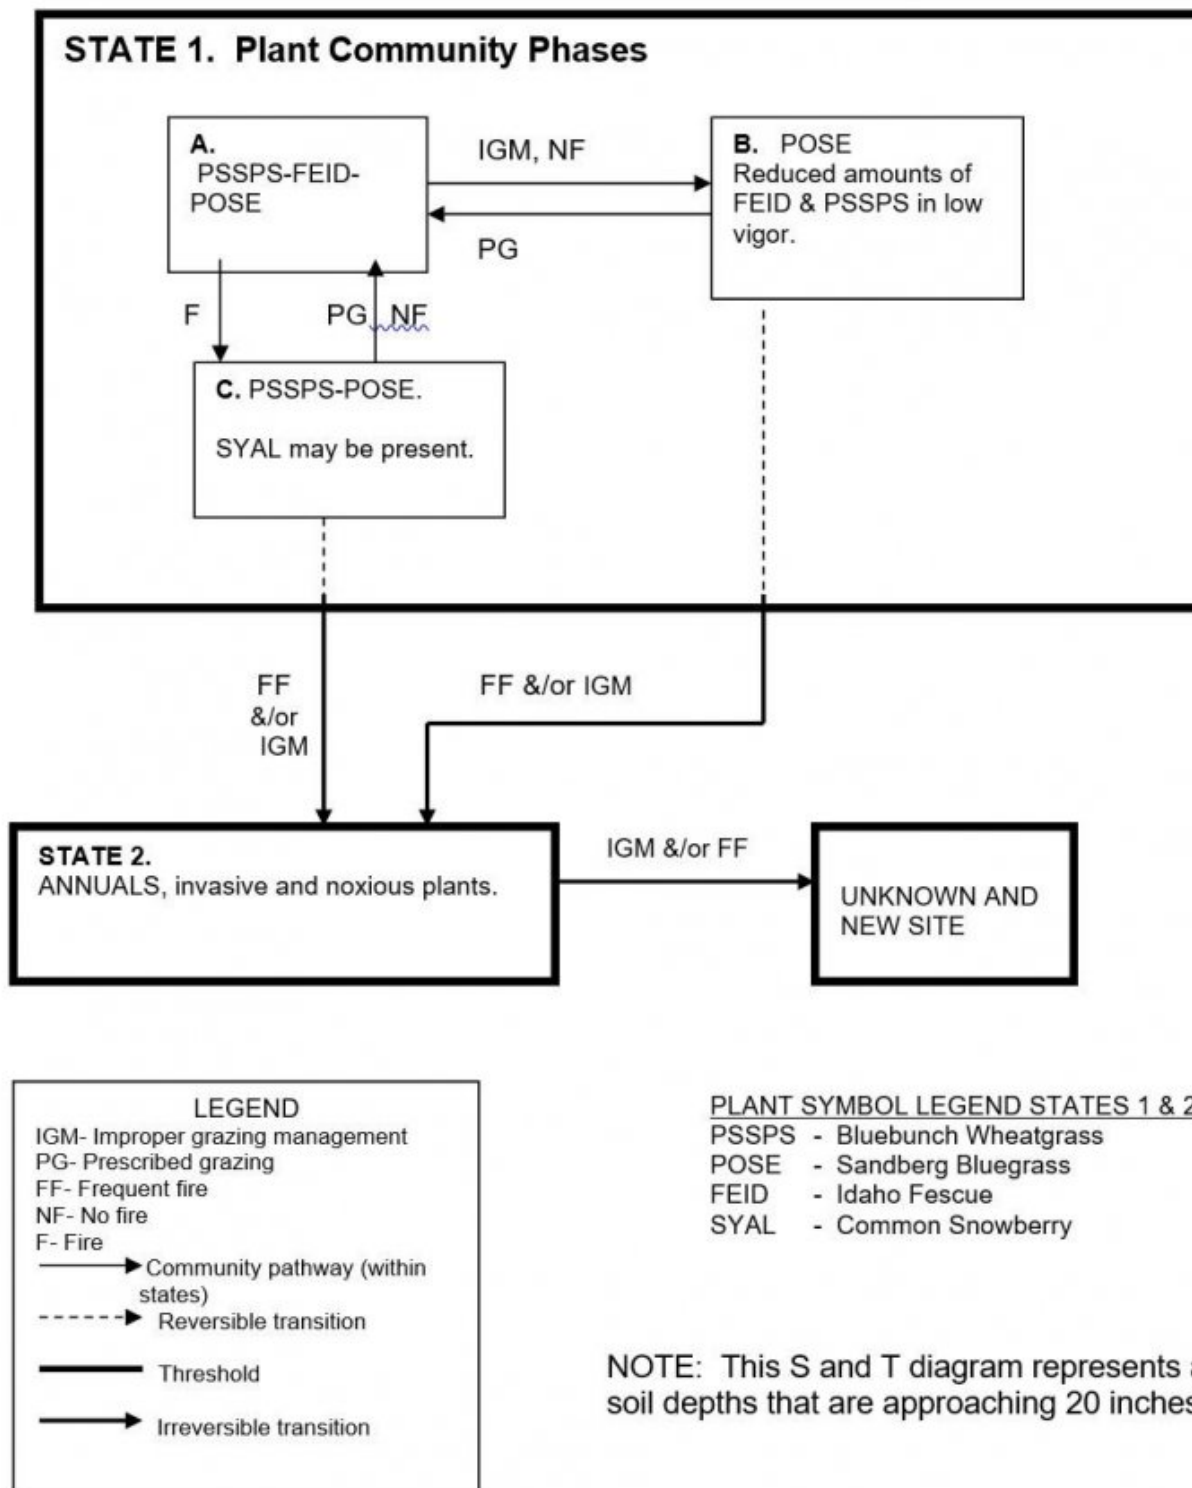 STATE 1.  Plant Community Phases
A.
PSSPS-FEID-
POSE
IGM, NF
PG
B.  POSE
Reduced amounts of
FEID & PSSPS in low
vigor.
F
PG  NF
C. PSSPS-POSE.
SYAL may be present.
FF
&/or
IGM
FF &/or IGM
STATE 2.
ANNUALS, invasive and noxious plants.
IGM &/or FF
UNKNOWN AND
NEW SITE
LEGEND
IGM- Improper grazing management
PG- Prescribed grazing
FF- Frequent fire
NF- No fire
F- Fire
Community pathway (within
states)
Reversible transition
Threshold
Irreversible transition
PLANT SYMBOL LEGEND STATES 1 & 2
PSSPS - Bluebunch Wheatgrass
POSE - Sandberg Bluegrass
FEID - Idaho Fescue
SYAL - Common Snowberry
NOTE:  This S and T diagram represents a
soil depths that are approaching 20 inches